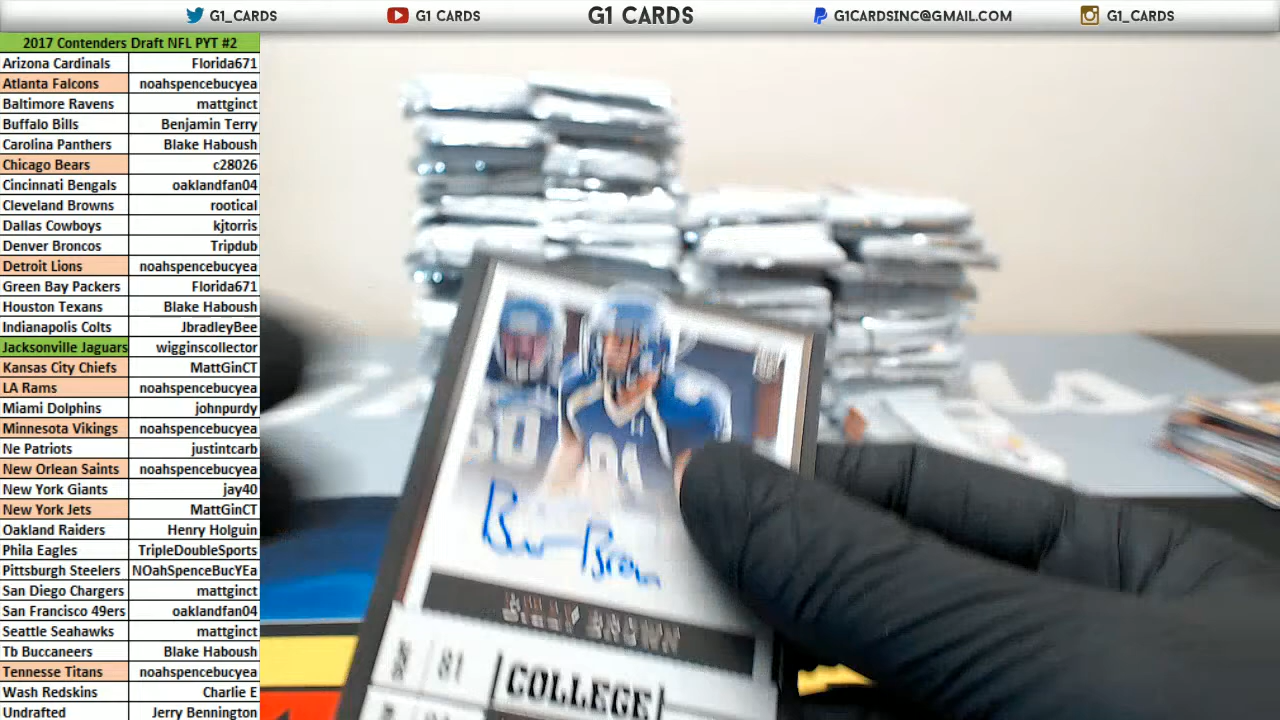 G1_CARDS G1 CARDS G1 CARDS G1CARDSINC@GMAIL.COM G1_CARDS
2017 Contenders Draft NFL PYT #2
Arizona Cardinals Florida671
Atlanta Falcons noahspencebucyea
Baltimore Ravens mattginct
Buffalo Bills Benjamin Terry
Carolina Panthers Blake Haboush
Chicago Bears c28026
Cincinnati Bengals oaklandfan04
Cleveland Browns rootical
Dallas Cowboys kjtorris
Denver Broncos Tripdub
Detroit Lions noahspencebucyea
Green Bay Packers Florida671
Houston Texans Blake Haboush
Indianapolis Colts JbradleyBee
Jacksonville Jaguars wigginscollector
Kansas City Chiefs MattGinCT
LA Rams noahspencebucyea
Miami Dolphins johnpurdy
Minnesota Vikings noahspencebucyea
Ne Patriots justintcarb
New Orlean Saints noahspencebucyea
New York Giants jay40
New York Jets MattGinCT
Oakland Raiders Henry Holguin
Phila Eagles TripleDoubleSports
Pittsburgh Steelers NOahSpenceBucYEa
San Diego Chargers mattginct
San Francisco 49ers oaklandfan04
Seattle Seahawks mattginct
Tb Buccaneers Blake Haboush
Tennesse Titans noahspencebucyea
Wash Redskins Charlie E
Undrafted Jerry Bennington
BROWN
81 COLLEGE